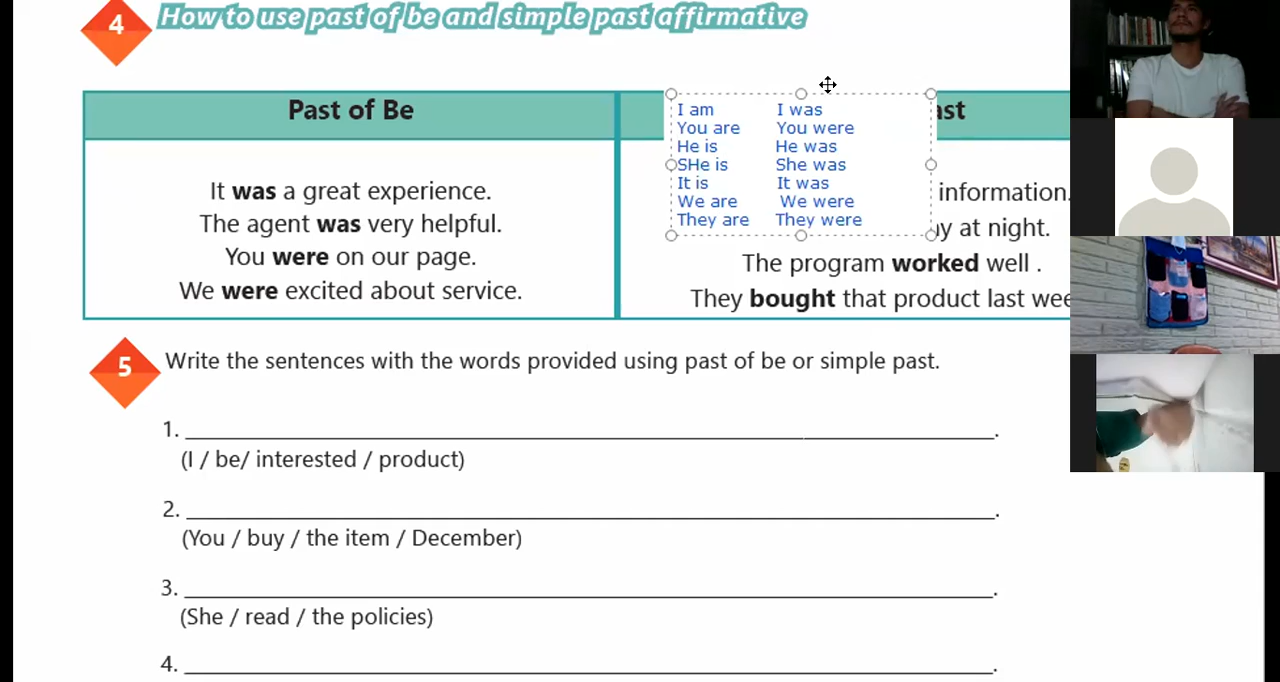 4 How to use past of be and simple past affirmative
Past of Be
It was a great experience.
The agent was very helpful.
You were on our page.
We were excited about service.
I am I was
You are You were
He is He was
SHe is She was
It is It was
We are We were
They are They were
information.
at night.
The program worked well .
They bought that product last
5 Write the sentences with the words provided using past of be or simple past.
1. ____________________.
(I / be/ interested / product)
2. ____________________.
(You / buy / the item / December)
3. ____________________.
(She / read / the policies)
4. ____________________.